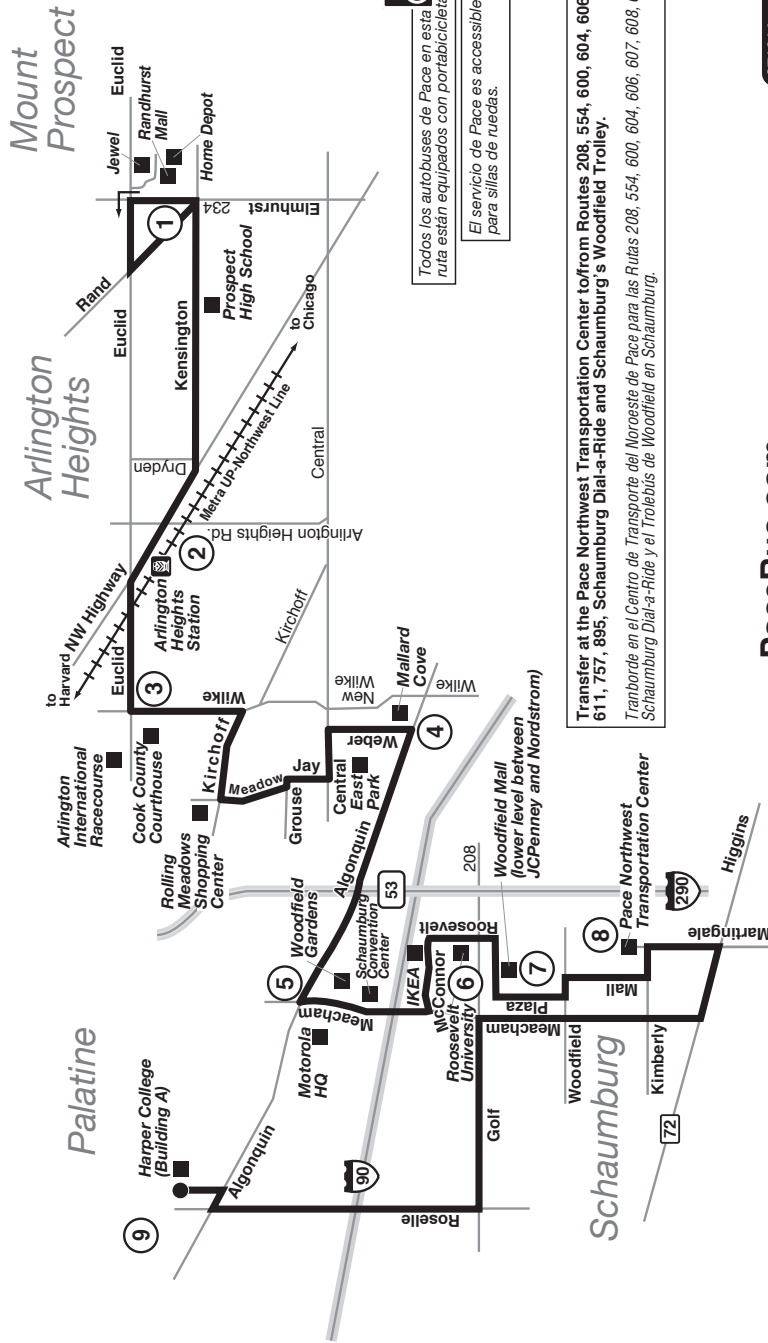 Mount
Prospect
Arlington
Heights
Palatine
Schaumburg
Euclid
Jewel
Randhurst
Mall
Home Depot
234
Elmhurst
1
Rand
Euclid
Kensington
Prospect
High School
to
Chicago
Metra UP-Northwest Line
Dryden
Central
Arlington Heights Rd.
2
NW Highway
Arlington
Heights
Station
to
Harvard
Euclid
3
Wilke
Kirchoff
New
Wilke
Wilke
Mallard
Cove
Arlington
International
Racecourse
Cook County
Courthouse
Kirchoff
Rolling
Meadows
Shopping
Center
Meadow
Jay
Grouse
Central
East
Park
Weber
4
Algonquin
53
Woodfield
Gardens
Schaumburg
Convention
Center
5
Meacham
Motorola
HQ
IKEA
McConnor
Roosevelt
208
Roosevelt
University
6
Woodfield Mall
(lower level between
JCPenney and Nordstrom)
7
Plaza
Meacham
Mall
8
Pace Northwest
Transportation Center
290
Higgins
Martingale
Woodfield
Kimberly
72
Golf
90
Roselle
Harper College
(Building A)
Algonquin
9
Todos los autobuses de Pace en esta
ruta están equipados con
El servicio de Pace es accessible
para sillas de ruedas.
Transfer at the Pace Northwest Transportation Center to/from Routes 208, 554, 600, 604, 606
611, 757, 895, Schaumburg Dial-a-Ride and Schaumburg's Woodfield Trolley.
Tranborde en el Centro de Transporte del Noroeste de Pace para las Rutas 208, 554, 600, 604, 606, 607, 608,
Schaumburg Dial-a-Ride y el Trolebús de Woodfield en Schaumburg.